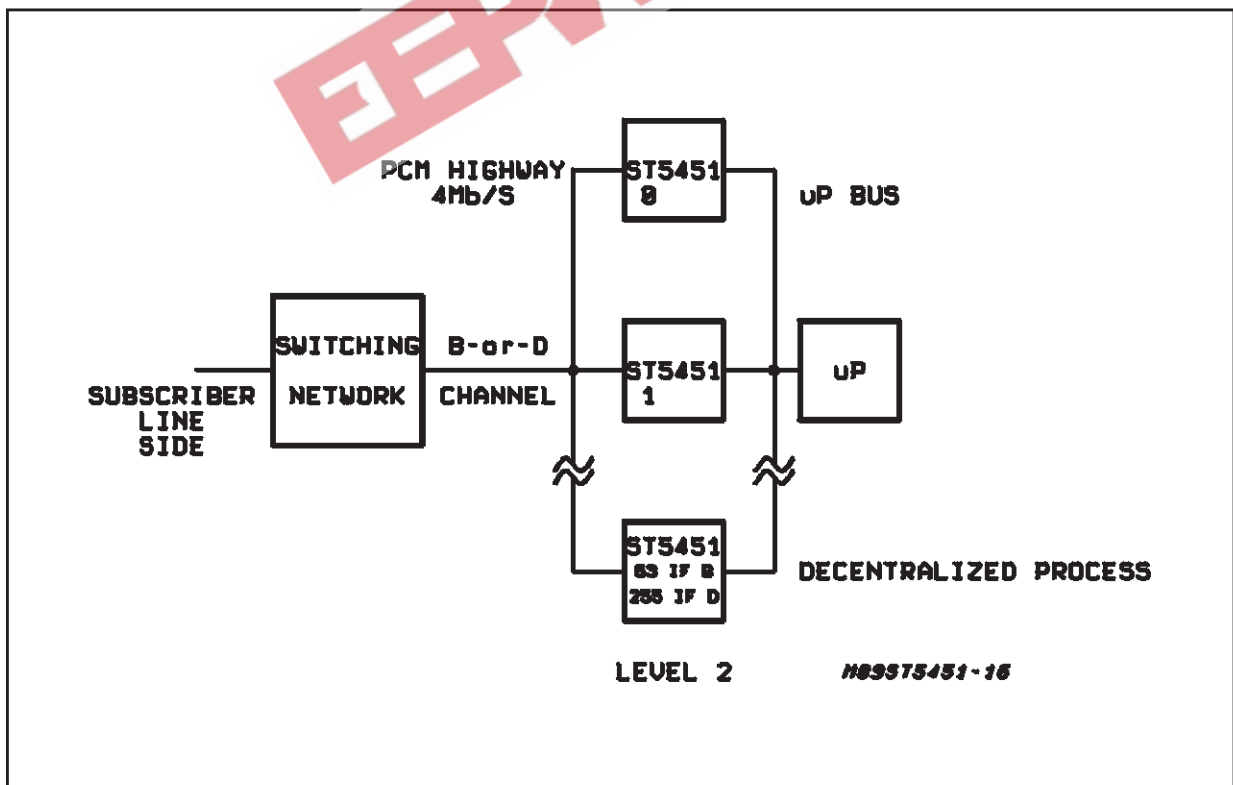 PCM HIGHWAY
4Mb/S
ST5451
0
uP BUS
SWITCHING
NETWORK
B-or-D
CHANNEL
ST5451
1
uP
SUBSCRIBER
LINE
SIDE
ST5451
63 IF B
255 IF D
DECENTRALIZED PROCESS
LEVEL 2
M89ST5451-16